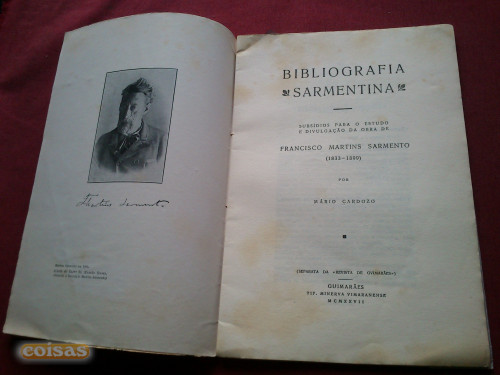 BIBLIOGRAFIA
SARMENTINA
SUBSÍDIOS PARA O ESTUDO
E DIVULGAÇÃO DA OBRA DE
FRANCISCO MARTINS SARMENTO
(1833-1899)
POR
MÁRIO CARDOZO
(SEPARATA DA «REVISTA DE GUIMARÃES»)
GUIMARÃES
TIP. MINERVA VIMARANENSE
MCMXXVII
coisas